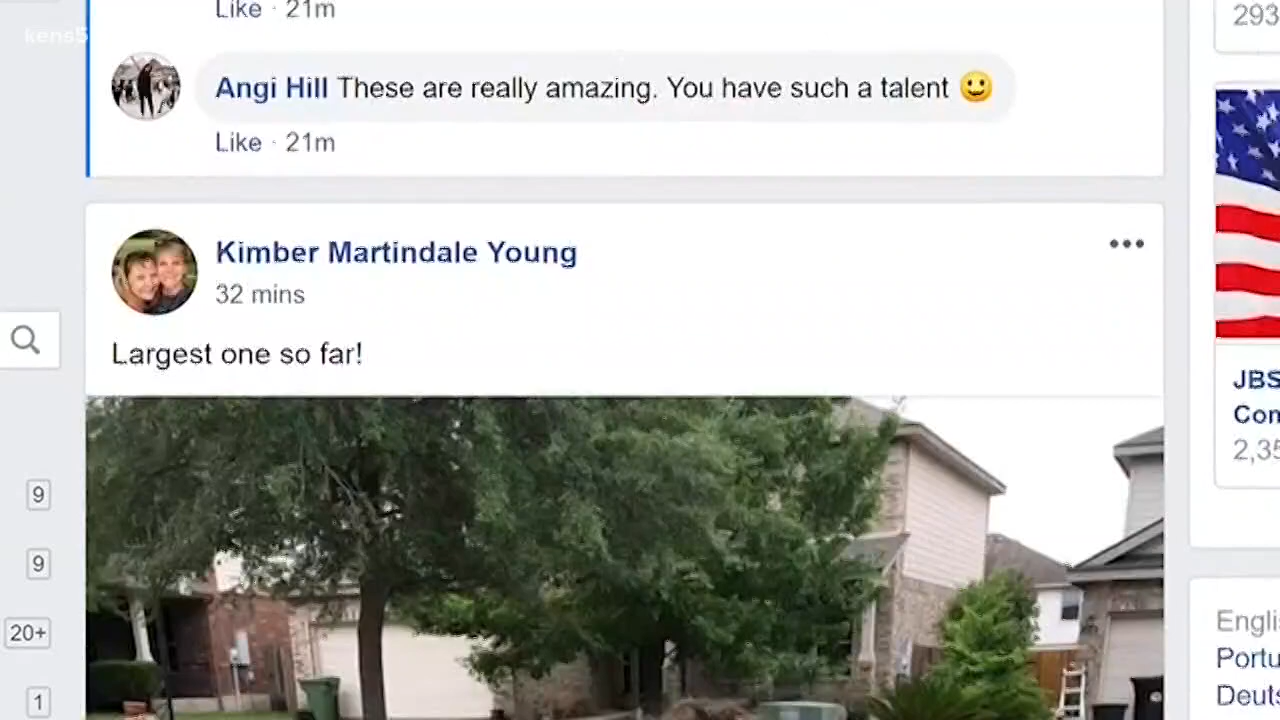 Like · 21m
kens5
Angi Hill These are really amazing. You have such a talent
Like · 21m
Kimber Martindale Young
32 mins
Largest one so far!
9
9
20+
1
293
JBS
Con
2,35
Engli
Portu
Deuts